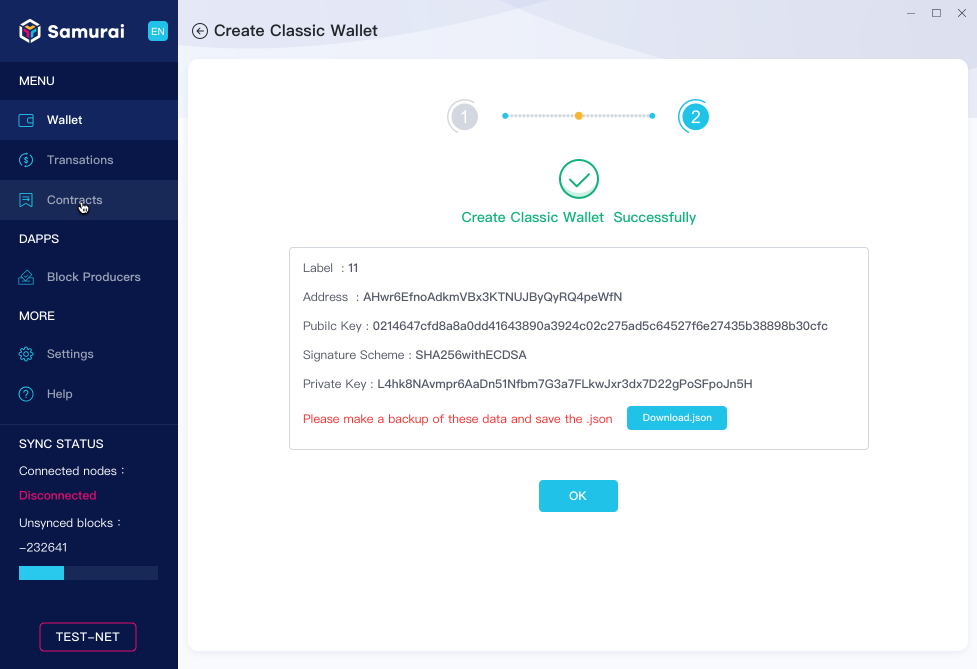 Samurai
EN
MENU
Wallet
Transations
Contracts
DAPPS
Block Producers
MORE
Settings
Help
SYNC STATUS
Connected nodes :
Disconnected
Unsynced blocks :
-232641
TEST-NET
Create Classic Wallet
1
2
Create Classic Wallet Successfully
Label : 11
Address : AHwr6EfnoAdkmVBx3KTNUJByQyRQ4peWfN
Pubilc Key : 0214647cfd8a8a0dd41643890a3924c02c275ad5c64527f6e27435b38898b30cfc
Signature Scheme : SHA256withECDSA
Private Key : L4hk8NAvmpr6AaDn51Nfbm7G3a7FLkwJxr3dx7D22gPoSFpoJn5H
Please make a backup of these data and save the .json
Download.json
OK